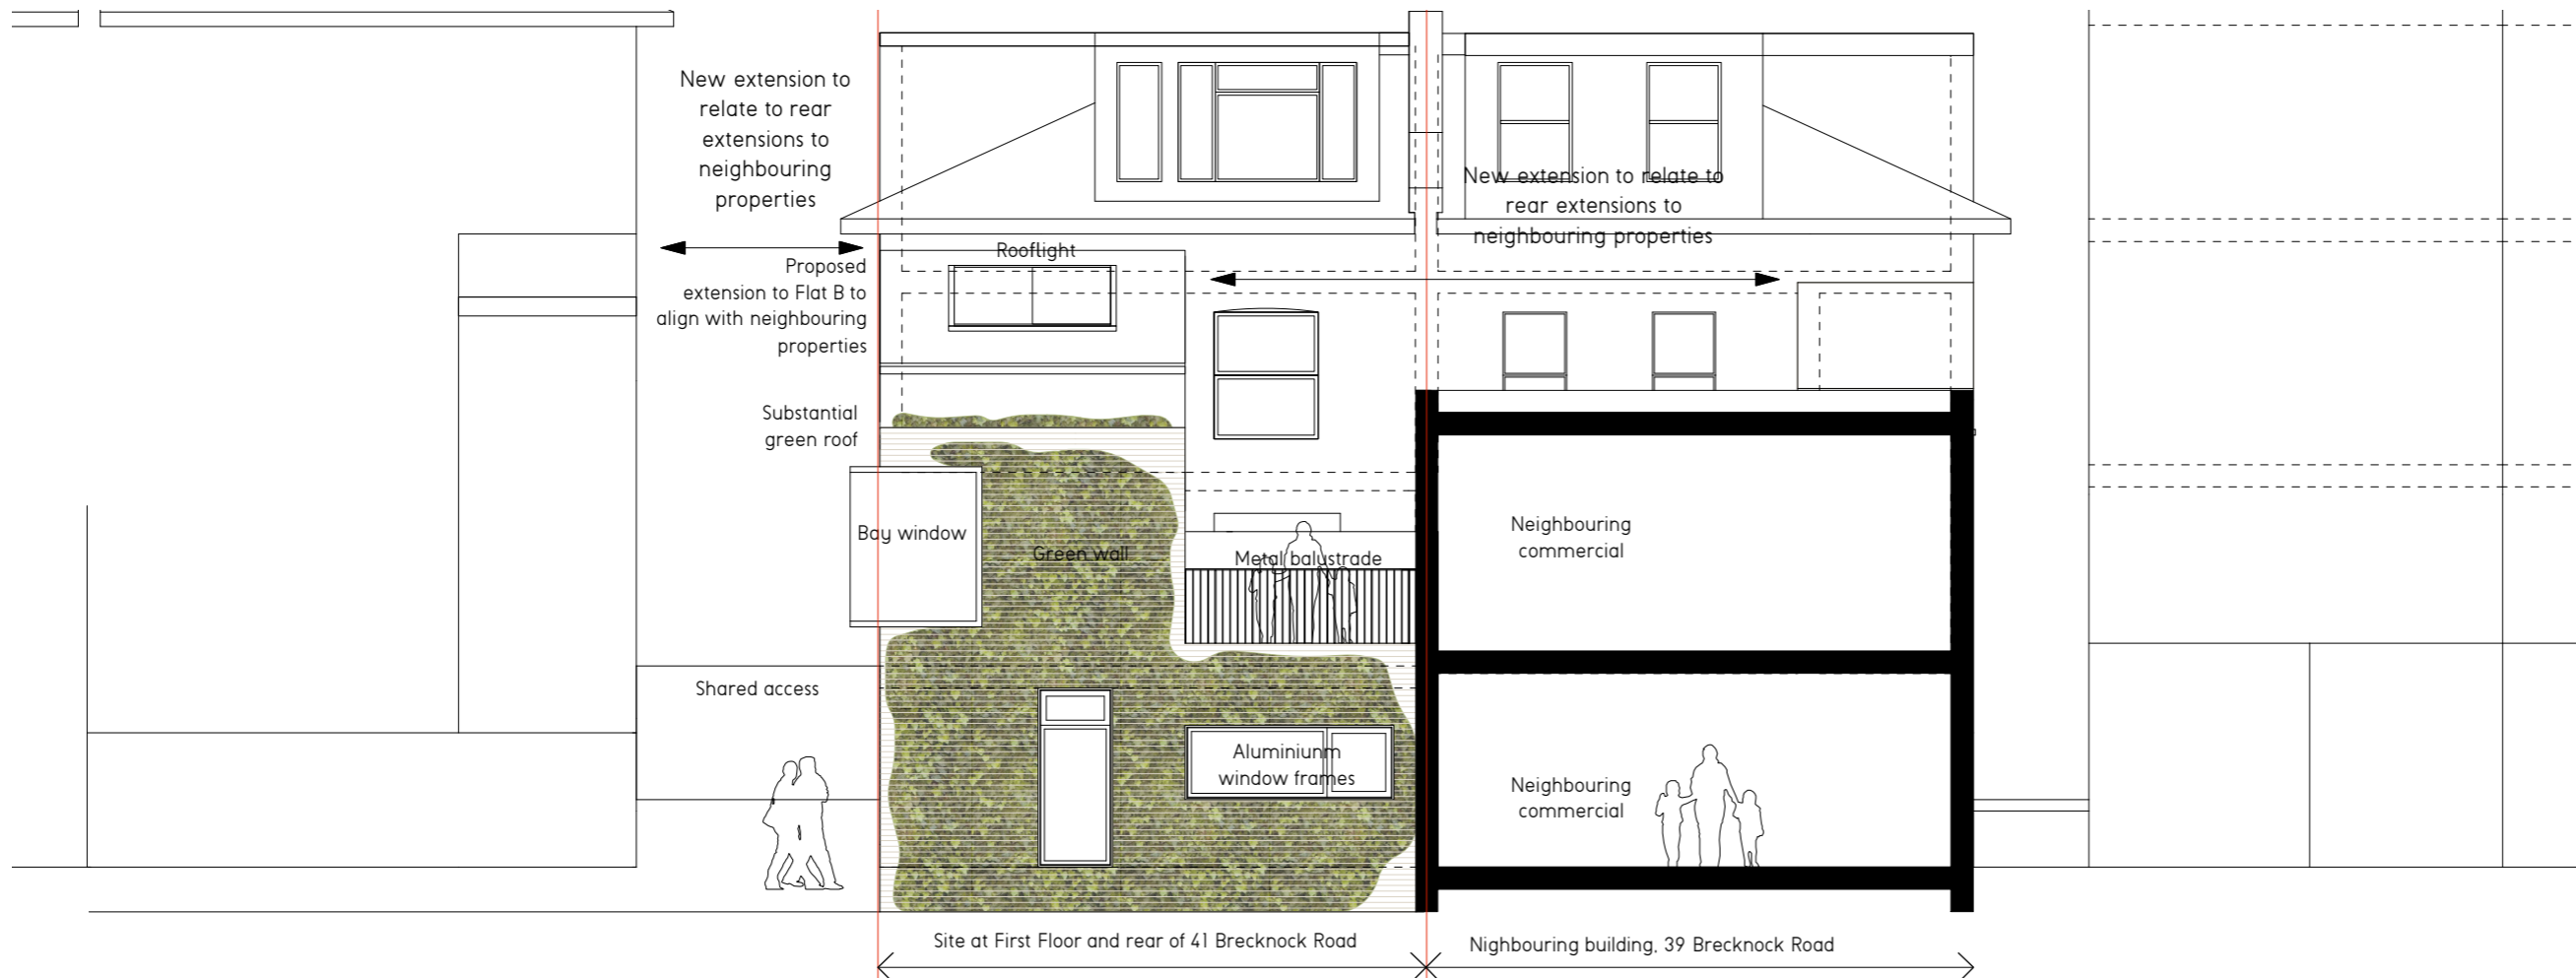 New extension to
relate to rear
extensions to
neighbouring
properties
New extension to relate to
rear extensions to
neighbouring properties
Rooflight
Proposed
extension to Flat B to
align with neighbouring
properties
Substantial
green roof
Bay window
Green wall
Metal balustrade
Neighbouring
commercial
Shared access
Aluminiunm
window frames
Neighbouring
commercial
Site at First Floor and rear of 41 Brecknock Road
Nighbouring building, 39 Brecknock Road